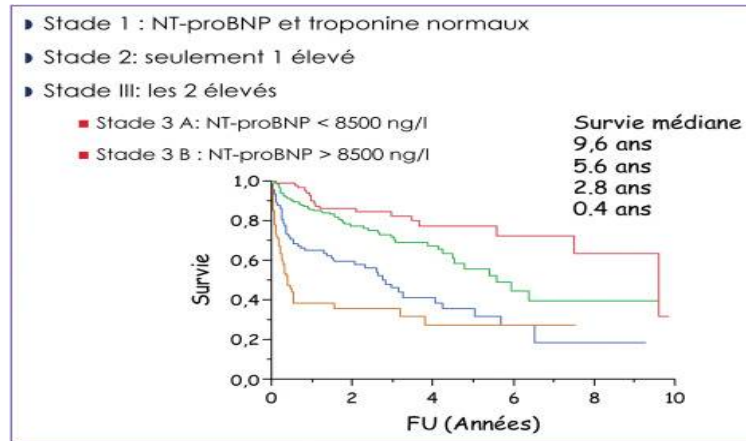 Stade 1 : NT-proBNP et troponine normaux
Stade 2: seulement 1 élevé
Stade III: les 2 élevés
Stade 3 A: NT-proBNP < 8500 ng/l
Stade 3 B : NT-proBNP > 8500 ng/l
Survie médiane
9,6 ans
5.6 ans
2.8 ans
0.4 ans
1,0
0,8
0,6
0,4
0,2
0,0
Survie
0
2
4
6
8
10
FU (Années)